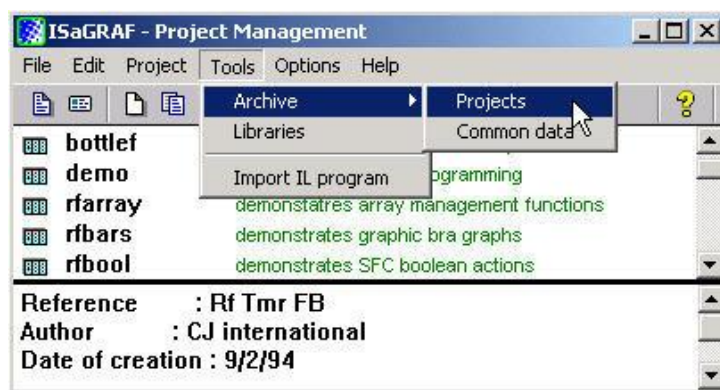 ISaGRAF - Project Management
File Edit Project Tools Options Help
Archive Projects
Libraries Common data
Import IL program
bottlef
demo ogramming
rfarray demonstatres array management functions
rfbars demonstrates graphic bra graphs
rfbool demonstrates SFC boolean actions
Reference : Rf Tmr FB
Author : CJ international
Date of creation : 9/2/94